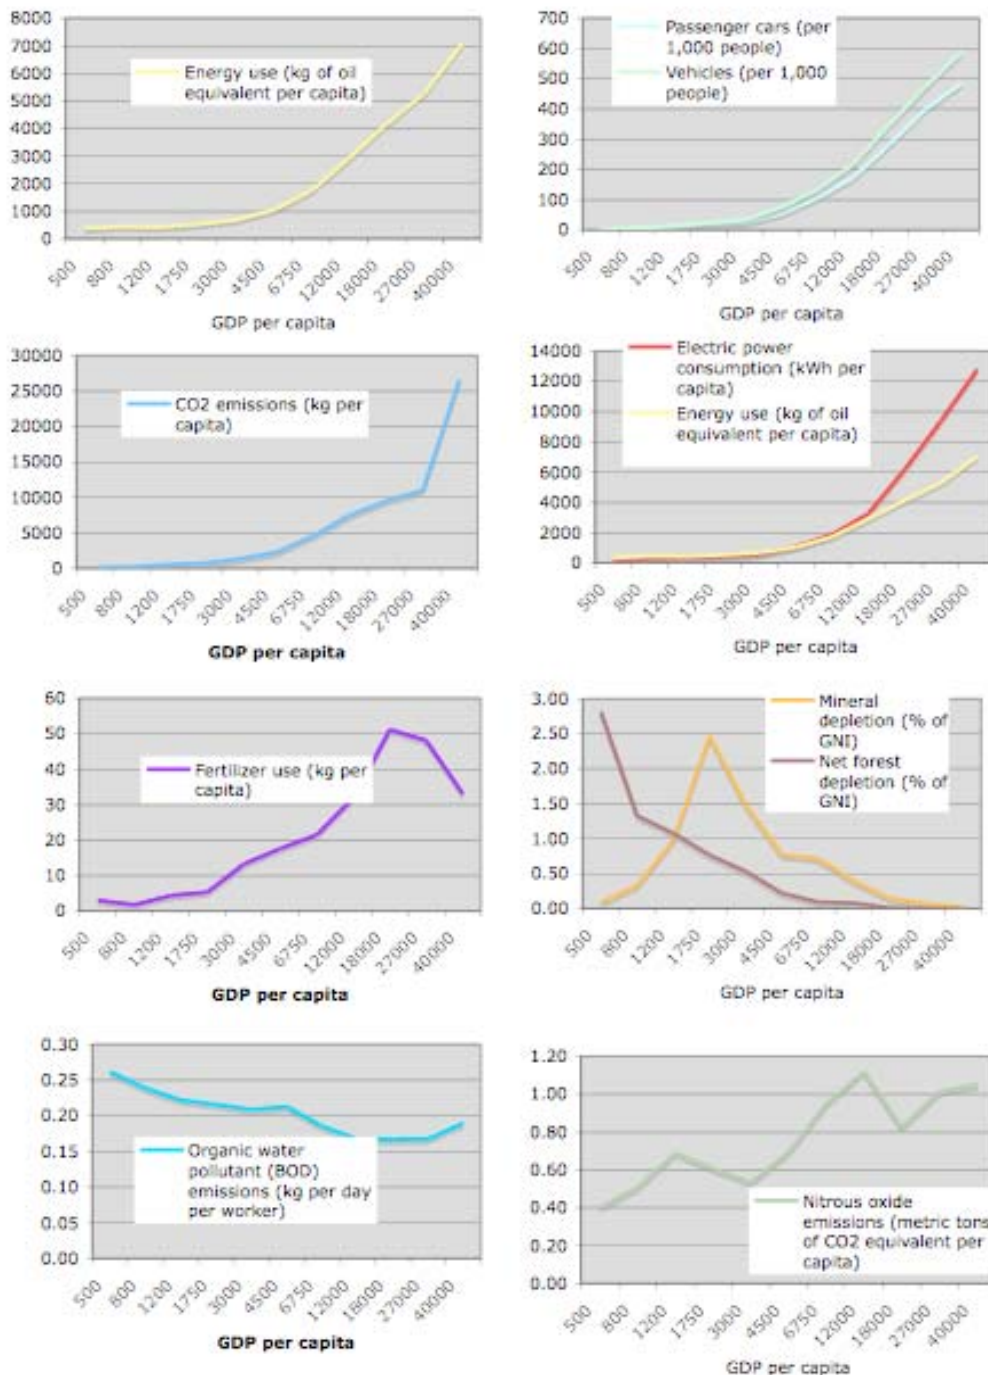 8000
7000
6000
5000
4000
3000
2000
1000
0
Energy use (kg of oil
equivalent per capita)
500 800 1200 1750 3000 4500 6750 12000 18000 27000 40000
GDP per capita
700
600
500
400
300
200
100
0
Passenger cars (per
1,000 people)
Vehicles (per 1,000
people)
500 800 1200 1750 3000 4500 6750 12000 18000 27000 40000
GDP per capita
30000
25000
20000
15000
10000
5000
0
CO2 emissions (kg per
capita)
500 800 1200 1750 3000 4500 6750 12000 18000 27000 40000
GDP per capita
14000
12000
10000
8000
6000
4000
2000
0
Electric power
consumption (kWh per
capita)
Energy use (kg of oil
equivalent per capita)
500 800 1200 1750 3000 4500 6750 12000 18000 27000 40000
GDP per capita
60
50
40
30
20
10
0
Fertilizer use (kg per
capita)
500 800 1200 1750 3000 4500 6750 12000 18000 27000 40000
GDP per capita
3.00
2.50
2.00
1.50
1.00
0.50
0.00
Mineral
depletion (% of
GNI)
Net forest
depletion (% of
GNI)
500 800 1200 1750 3000 4500 6750 12000 18000 27000 40000
GDP per capita
0.30
0.25
0.20
0.15
0.10
0.05
0.00
Organic water
pollutant (BOD)
emissions (kg per day
per worker)
500 800 1200 1750 3000 4500 6750 12000 18000 27000 40000
GDP per capita
1.20
1.00
0.80
0.60
0.40
0.20
0.00
Nitrous oxide
emissions (metric tons
of CO2 equivalent per
capita)
500 800 1200 1750 3000 4500 6750 12000 18000 27000 40000
GDP per capita